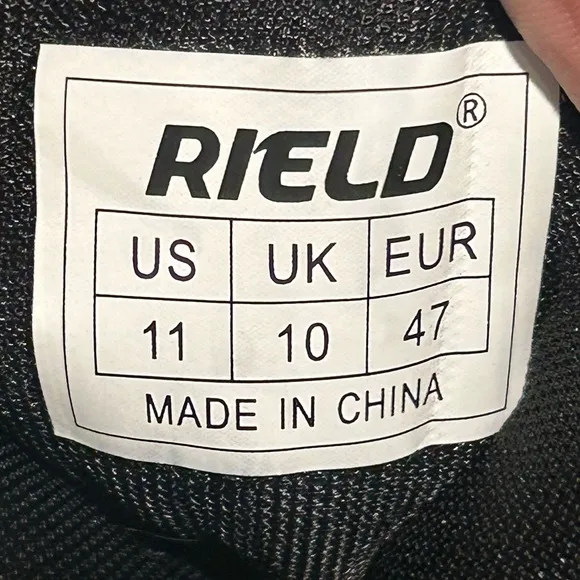 RIELD®
US UK EUR
11 10 47
MADE IN CHINA